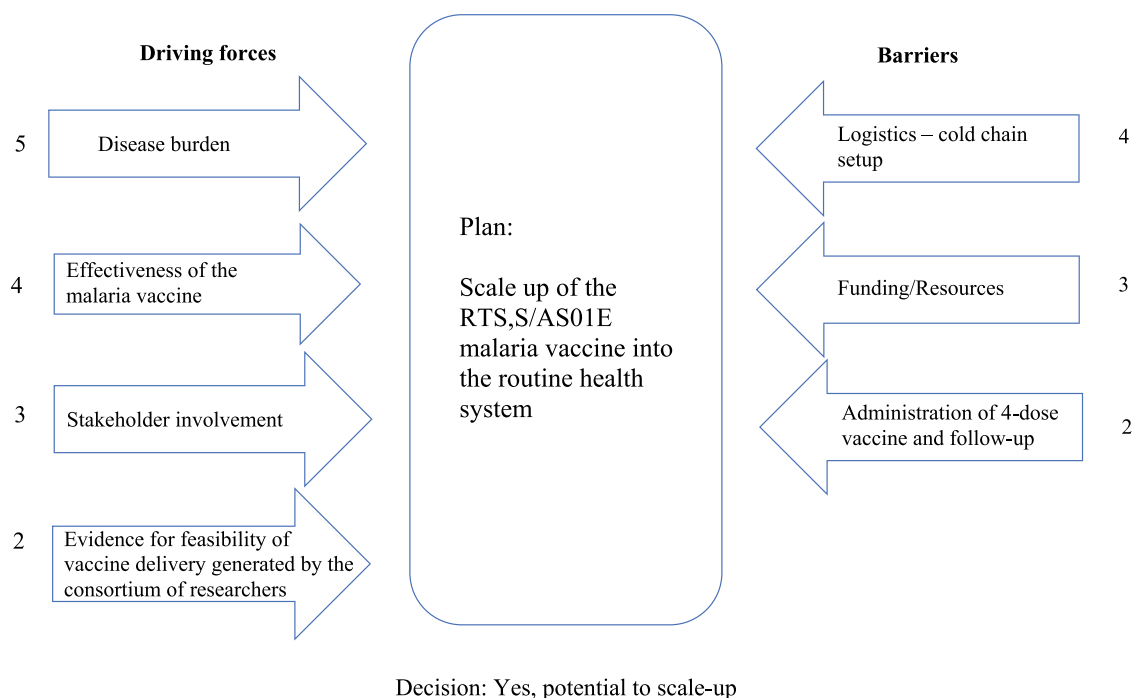 Driving forces
5
Disease burden
4
Effectiveness of the
malaria vaccine
3
Stakeholder involvement
2
Evidence for feasibility of
vaccine delivery generated by the
consortium of researchers
Plan:
Scale up of the
RTS,S/AS01E
malaria vaccine into
the routine health
system
Barriers
Logistics – cold chain
setup
4
Funding/Resources
3
Administration of 4-dose
vaccine and follow-up
2
Decision: Yes, potential to scale-up